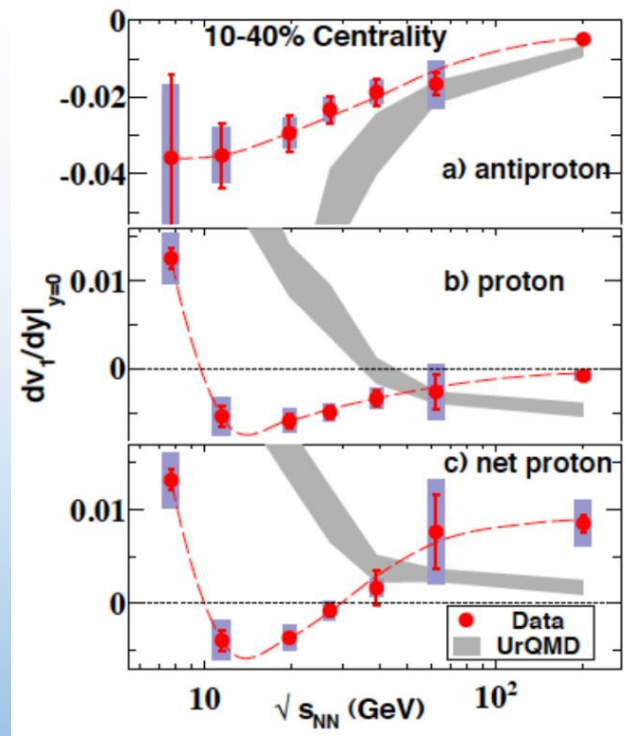 10-40% Centrality
0
-0.02
-0.04
a) antiproton
dv₁/dy|y=0
0.01
0
b) proton
c) net proton
0.01
0
Data
UrQMD
10
10²
√ sNN (GeV)